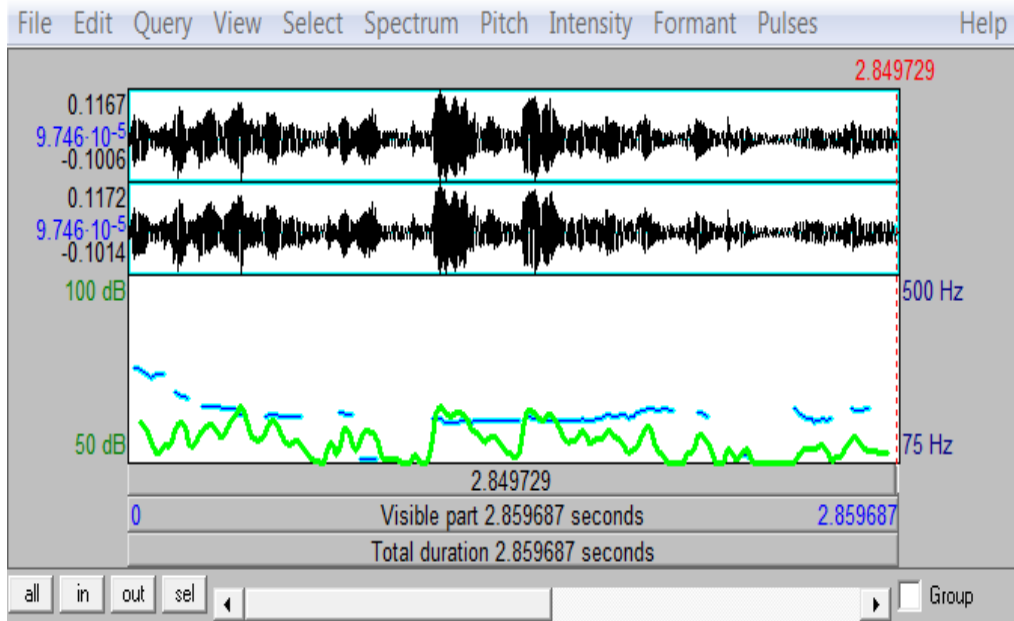 File Edit Query View Select Spectrum Pitch Intensity Formant Pulses Help
2.849729
0.1167
9.746·10-5
-0.1006
0.1172
9.746·10-5
-0.1014
100 dB 500 Hz
50 dB 75 Hz
2.849729
0 Visible part 2.859687 seconds 2.859687
Total duration 2.859687 seconds
all in out sel Group